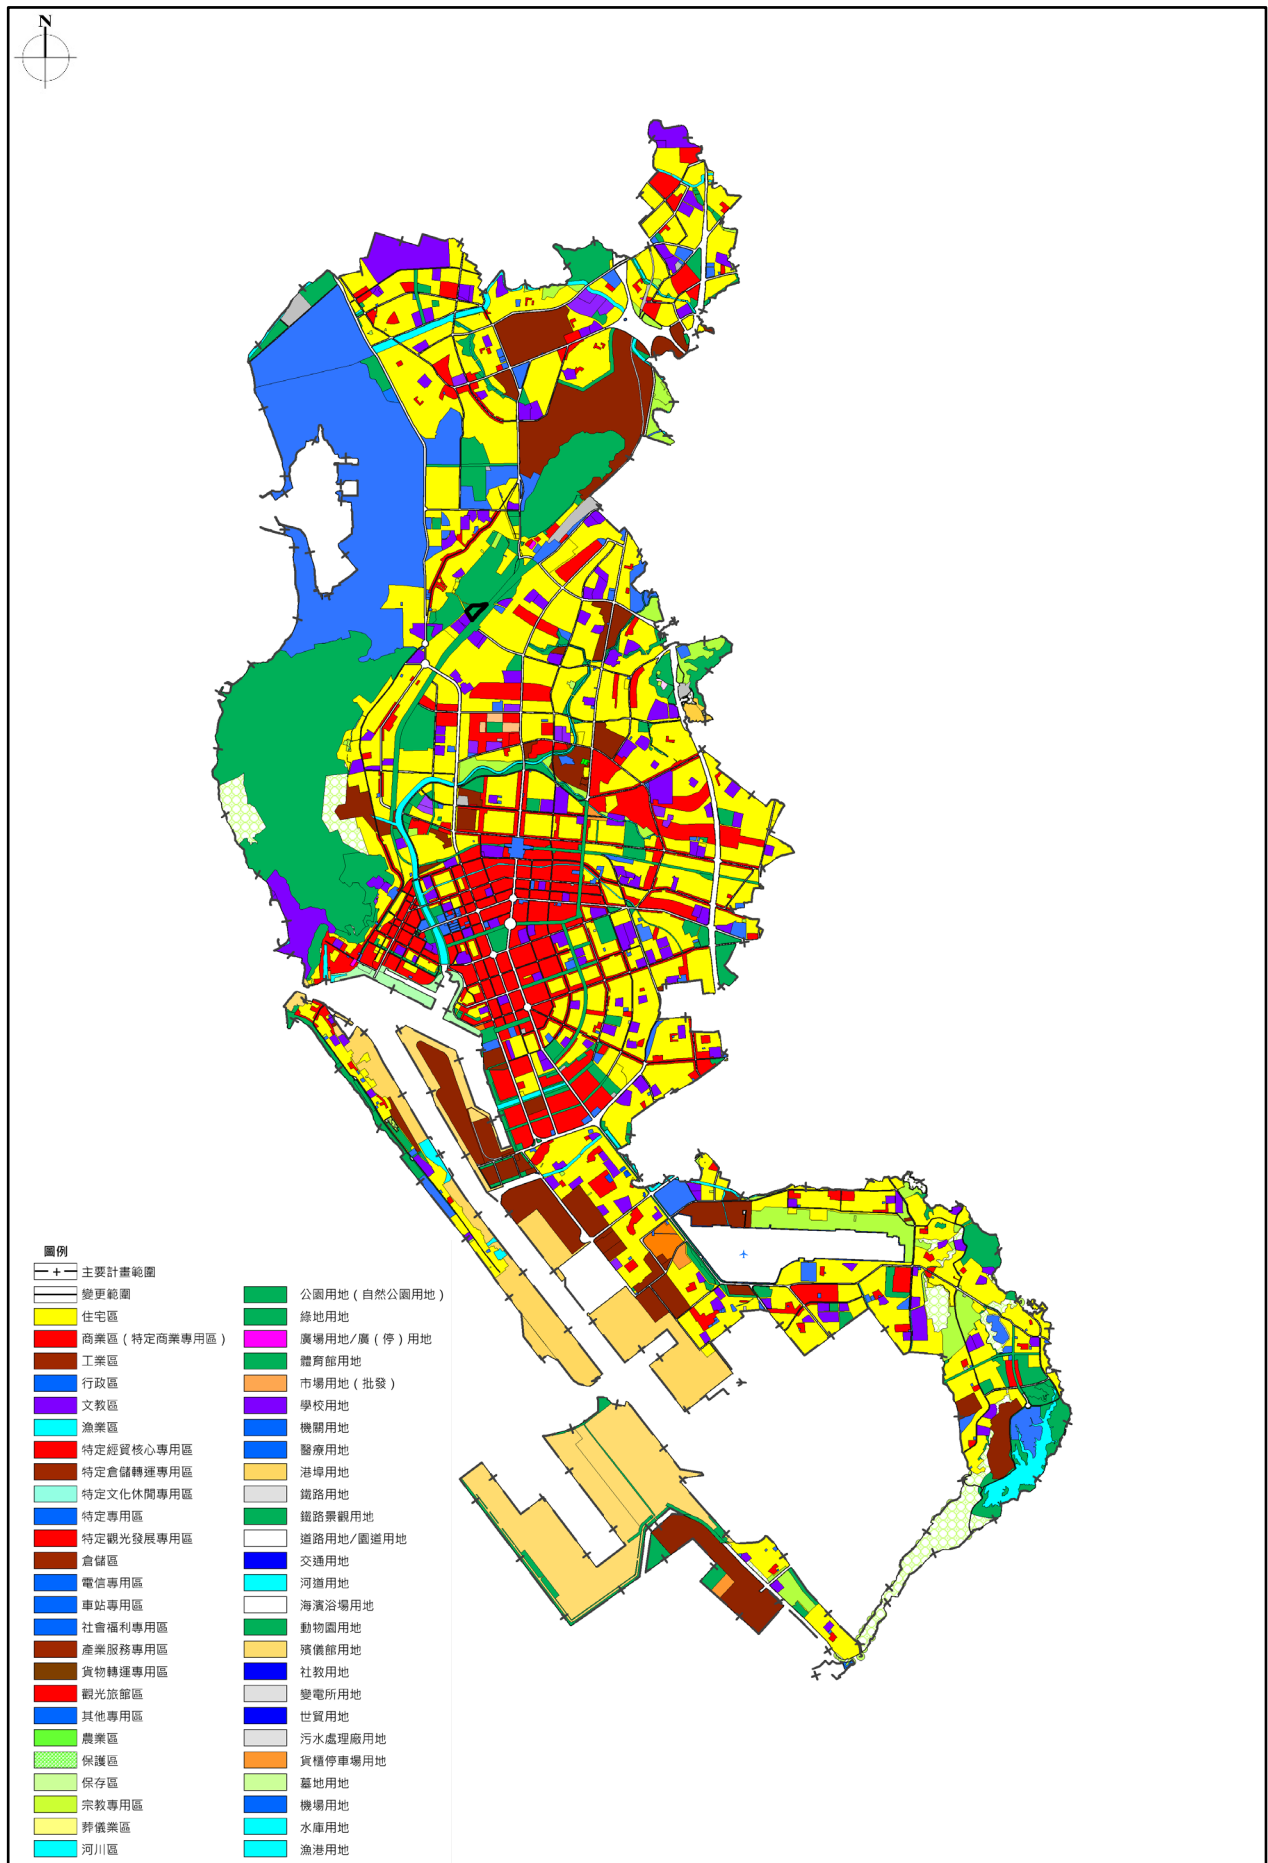 N
圖例
主要計畫範圍
變更範圍
住宅區
商業區（特定商業專用區）
工業區
行政區
文教區
漁業區
特定經貿核心專用區
特定倉儲轉運專用區
特定文化休閒專用區
特定專用區
特定觀光發展專用區
倉儲區
電信專用區
車站專用區
社會福利專用區
產業服務專用區
貨物轉運專用區
觀光旅館區
其他專用區
農業區
保護區
保存區
宗教專用區
葬儀業區
河川區
公園用地（自然公園用地）
綠地用地
廣場用地/廣（停）用地
體育館用地
市場用地（批發）
學校用地
機關用地
醫療用地
港埠用地
鐵路用地
鐵路景觀用地
道路用地/園道用地
交通用地
河道用地
海濱浴場用地
動物園用地
殯儀館用地
社教用地
變電所用地
世貿用地
污水處理廠用地
貨櫃停車場用地
墓地用地
機場用地
水庫用地
漁港用地